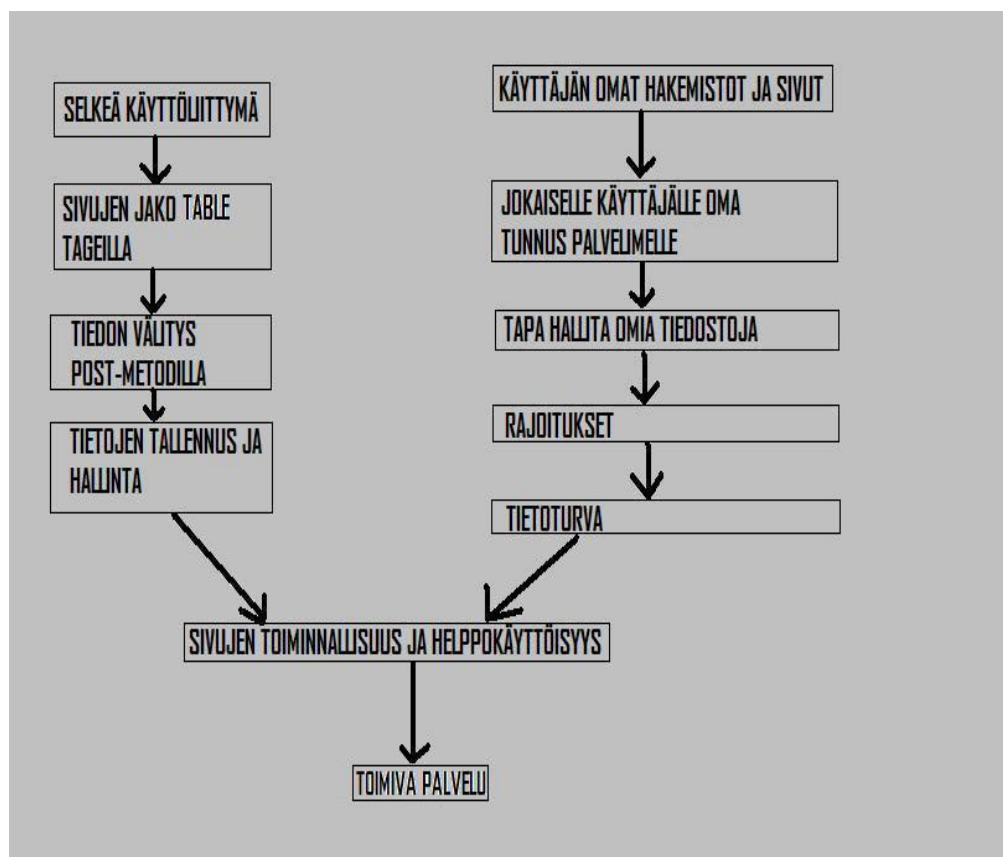 SELKEÄ KÄYTTÖLIITTYMÄ
SIVUJEN JAKO TABLE
TAGEILLA
TIEDON VÄLITYS
POST-METODILLA
TIETOJEN TALLENNUS JA
HALLINTA
KÄYTTÄJÄN OMAT HAKEMISTOT JA SIVUT
JOKAISELLE KÄYTTÄJÄLLE OMA
TUNNUS PALVELIMELLE
TAPA HALLITA OMIA TIEDOSTOJA
RAJOITUKSET
TIETOTURVA
SIVUJEN TOIMINNALLISUUS JA HELPPOKÄYTTÖISYYS
TOIMIVA PALVELU